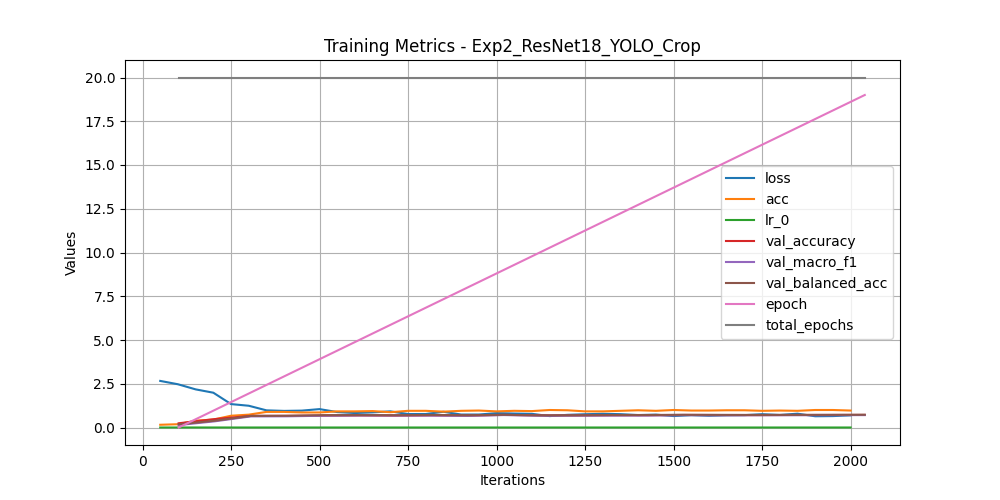 Training Metrics - Exp2_ResNet18_YOLO_Crop
Values
20.0
17.5
15.0
12.5
10.0
7.5
5.0
2.5
0.0
loss
acc
lr_0
val_accuracy
val_macro_f1
val_balanced_acc
epoch
total_epochs
0 250 500 750 1000 1250 1500 1750 2000
Iterations